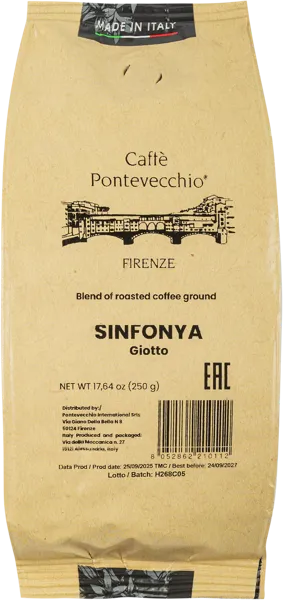 MADE IN ITALY
Caffè
Pontevecchio®
FIRENZE
Blend of roasted coffee ground
SINFONYA
Giotto
NET WT 17,64 oz (250 g)
EAC
Distributed by:/
Pontevecchio International Srls
Via Giano Della Bella N 8
50124 Firenze
Italy Produced and packaged:
Via della Meccanica n. 27
Italy
8 052862 210112
Data Prod / Prod date: 25/09/2025 TMC / Best before: 24/09/2027
Lotto / Batch: H268C05